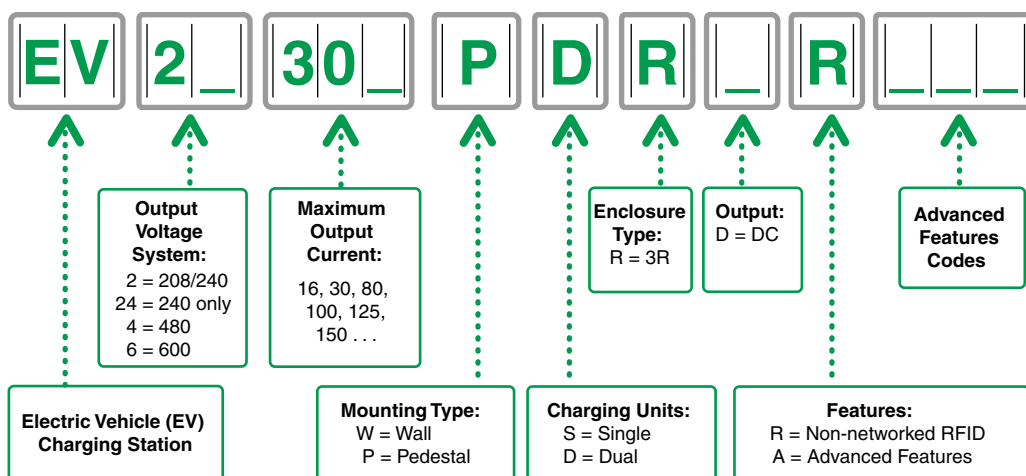 EV 2_ 30_ P D R _ R _ _ _
Output Voltage System:
2 = 208/240
24 = 240 only
4 = 480
6 = 600
Maximum Output Current:
16, 30, 80,
100, 125,
150 . . .
Enclosure Type:
R = 3R
Output:
D = DC
Advanced Features Codes
Electric Vehicle (EV)
Charging Station
Mounting Type:
W = Wall
P = Pedestal
Charging Units:
S = Single
D = Dual
Features:
R = Non-networked RFID
A = Advanced Features